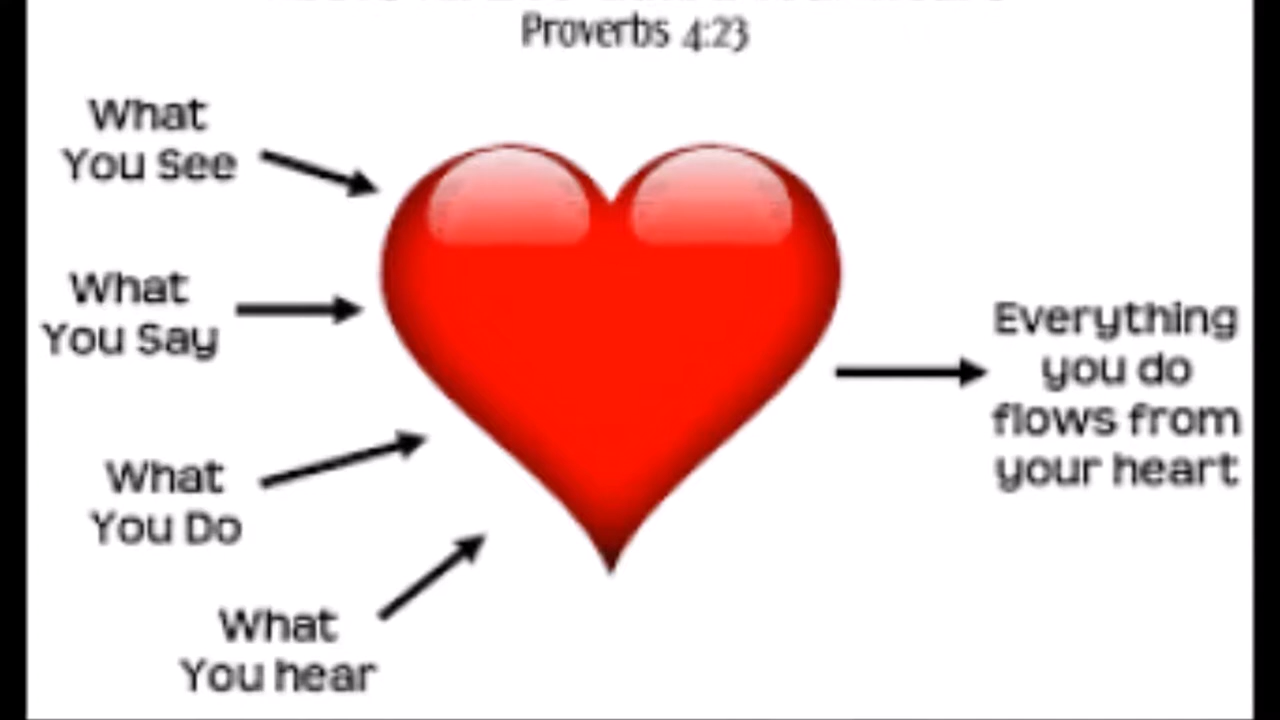 Proverbs 4:23
What
You See
What
You Say
What
You Do
What
You hear
Everything
you do
flows from
your heart